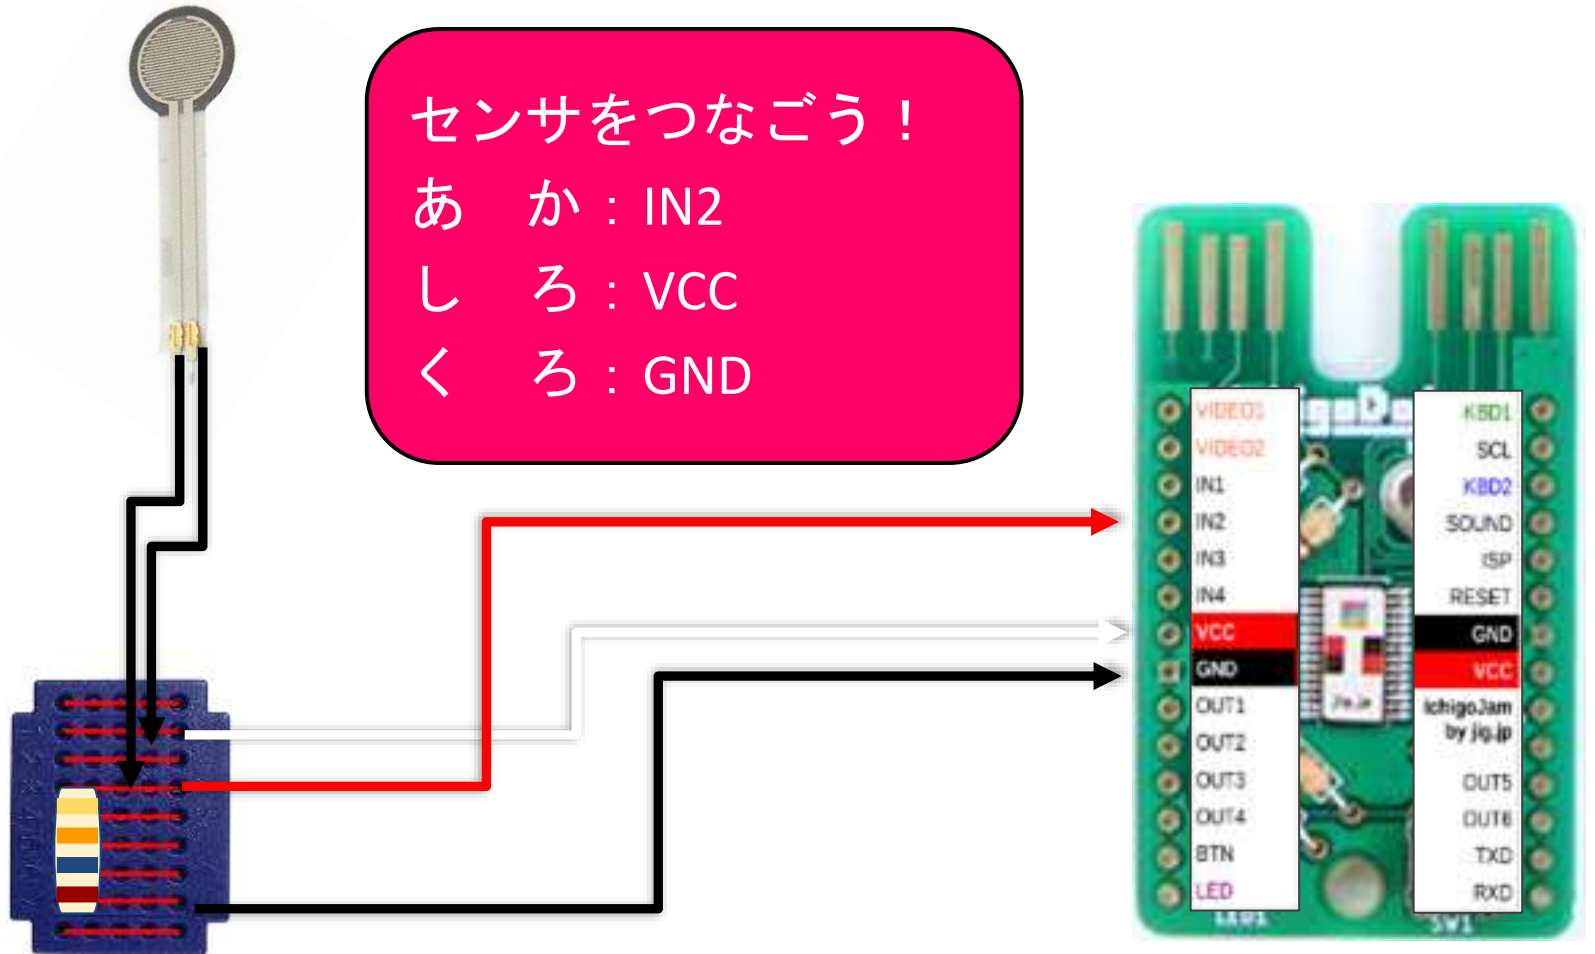 センサをつなごう！
あ　か：IN2
し　ろ：VCC
く　ろ：GND
VIDEO1
VIDEO2
IN1
IN2
IN3
IN4
VCC
GND
OUT1
OUT2
OUT3
OUT4
BTN
LED
KBD1
SCL
KBD2
SOUND
ISP
RESET
GND
VCC
IchigoJam
by jig.jp
OUT5
OUT6
TXD
RXD
LED1
SW1